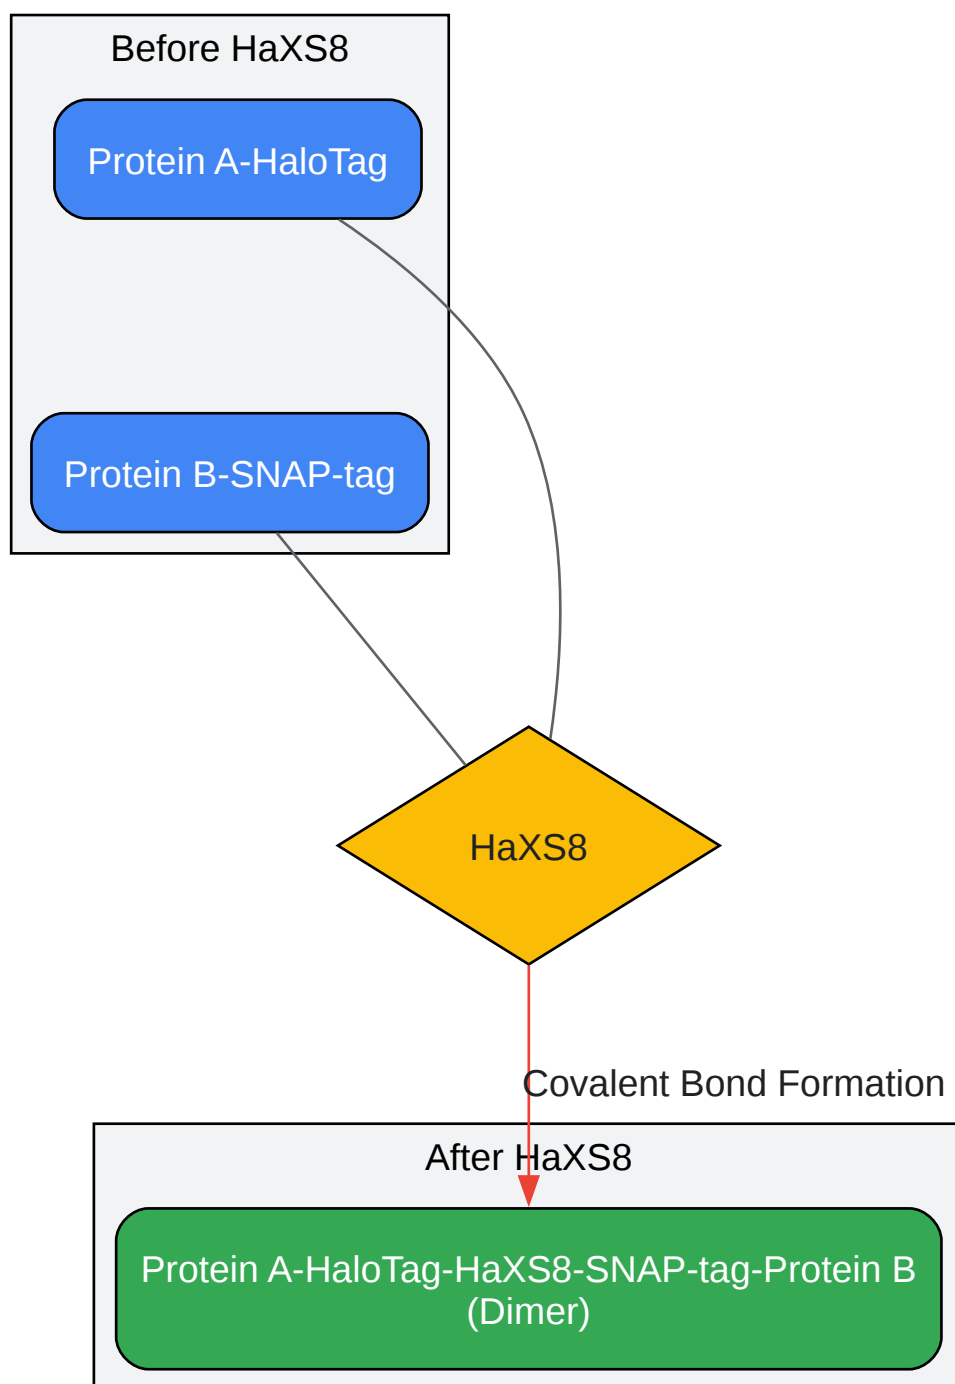 Before HaXS8
Protein A-HaloTag
Protein B-SNAP-tag
HaXS8
Covalent Bond Formation
After HaXS8
Protein A-HaloTag-HaXS8-SNAP-tag-Protein B
(Dimer)